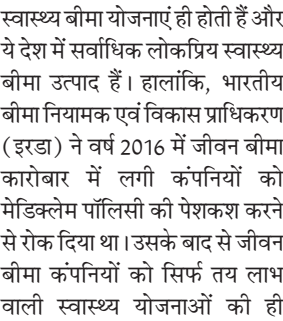 स्वास्थ्य बीमा योजनाएं ही होती हैं और
ये देश में सर्वाधिक लोकप्रिय स्वास्थ्य
बीमा उत्पाद हैं। हालांकि, भारतीय
बीमा नियामक एवं विकास प्राधिकरण
(इरडा) ने वर्ष 2016 में जीवन बीमा
कारोबार में लगी कंपनियों को
मेडिक्लेम पॉलिसी की पेशकश करने
से रोक दिया था। उसके बाद से जीवन
बीमा कंपनियों को सिर्फ तय लाभ
वाली स्वास्थ्य योजनाओं की ही